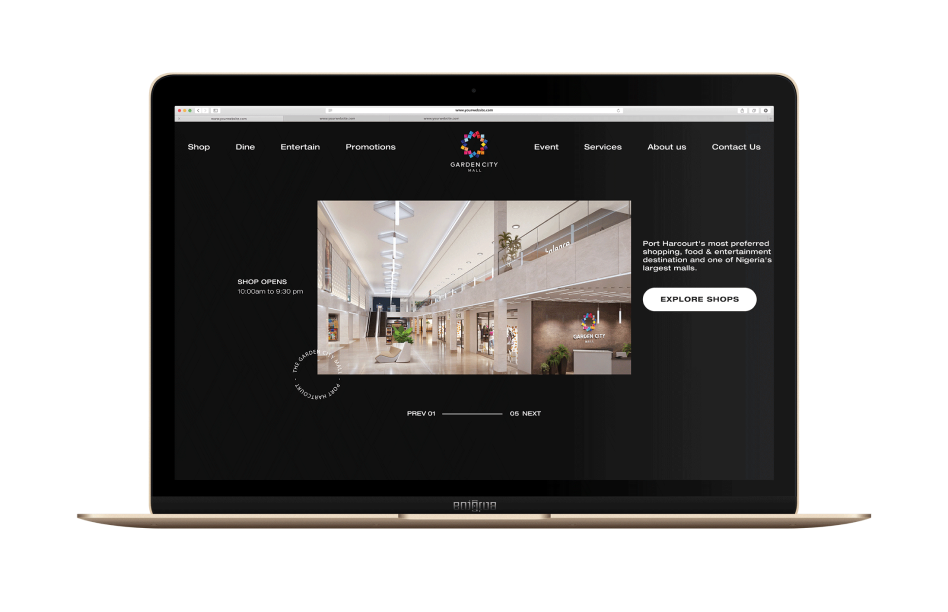 www.yourwebsite.com
www.yourwebsite.com
www.yourwebsite.com
www.yourwebsite.com
Shop
Dine
Entertain
Promotions
GARDEN CITY
MALL
Event
Services
About us
Contact Us
SHOP OPENS
10:00am to 9:30 pm
balance
GARDEN CITY
MALL
Port Harcourt's most preferred
shopping, food & entertainment
destination and one of Nigeria's
largest malls.
EXPLORE SHOPS
THE GARDEN CITY MALL - PORT HARTCOURT -
PREV 01
05 NEXT